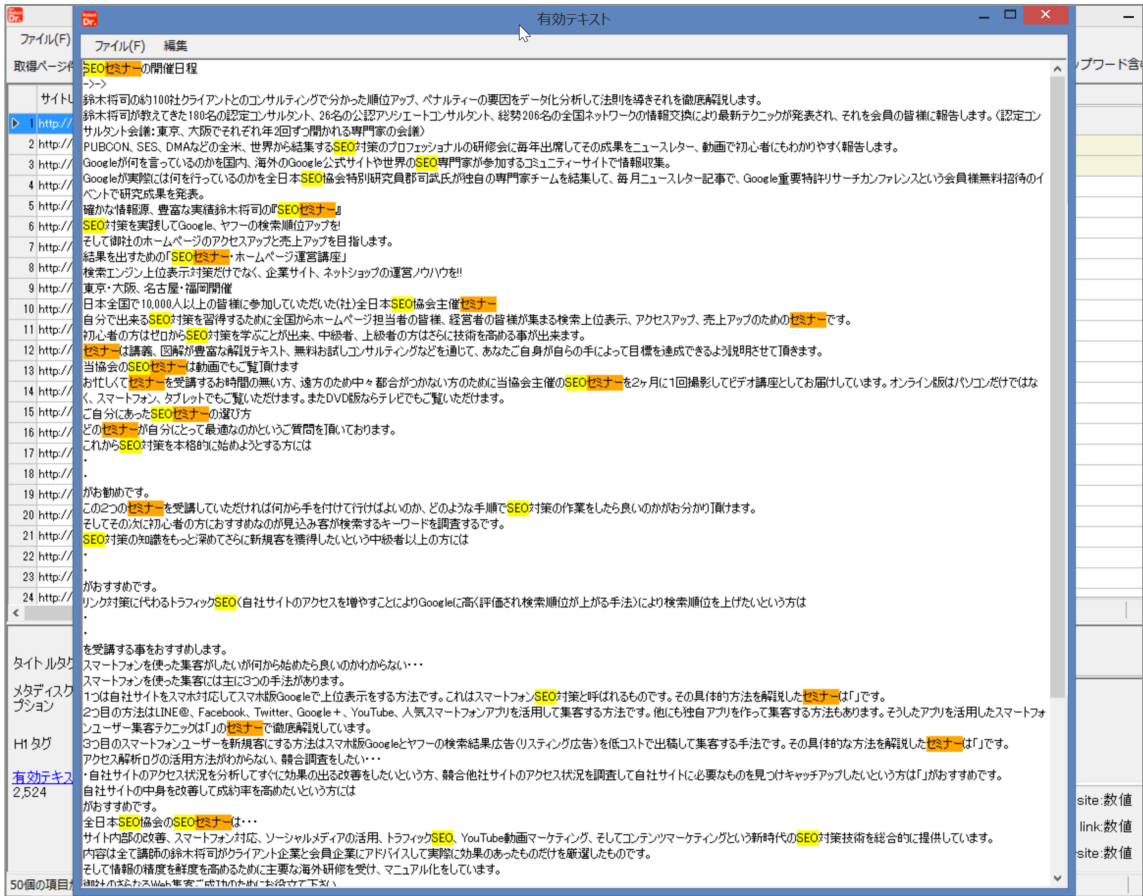 有効テキスト
ファイル(F)
ファイル(F) 編集
取得ページ件
ップワード含
SEOセミナーの開催日程
->->
サイトU
鈴木将司の約100社クライアントとのコンサルティングで分かった順位アップ、ペナルティーの要因をデータ化分析して法則を導きそれを徹底解説します。
鈴木将司が教えてきた180名の認定コンサルタント、26名の公認アソシエートコンサルタント、総勢206名の全国ネットワークの情報交換により最新テクニックが発表され、それを会員の皆様に報告します。(認定コン
サルタント会議:東京、大阪でそれぞれ年2回ずつ開かれる専門家の会議)
PUBCON、SES、DMAなどの全米、世界から結集するSEO対策のプロフェッショナルの研修会に毎年出席してその成果をニュースレター、動画で初心者にもわかりやすく報告します。
Googleが何を言っているのかを国内、海外のGoogle公式サイトや世界のSEO専門家が参加するコミュニティーサイトで情報収集。
Googleが実際には何を行っているのかを全日本SEO協会特別研究員郡司武氏が独自の専門家チームを結集して、毎月ニュースレター記事で、Google重要特許リサーチカンファレンスという会員様無料招待のイ
ベントで研究成果を発表。
確かな情報源、豊富な実績鈴木将司の『SEOセミナー』
SEO対策を実践してGoogle、ヤフーの検索順位アップを!
そして御社のホームページのアクセスアップと売上アップを目指します。
結果を出すための「SEOセミナー・ホームページ運営講座」
検索エンジン上位表示対策だけでなく、企業サイト、ネットショップの運営ノウハウを!!
東京・大阪、名古屋・福岡開催
日本全国で10,000人以上の皆様に参加していただいた(社)全日本SEO協会主催セミナー
自分で出来るSEO対策を習得するために全国からホームページ担当者の皆様、経営者の皆様が集まる検索上位表示、アクセスアップ、売上アップのためのセミナーです。
初心者の方はゼロからSEO対策を学ぶことが出来、中級者、上級者の方はさらに技術を高める事が出来ます。
セミナーは講義、図解が豊富な解説テキスト、無料お試しコンサルティングなどを通じて、あなたご自身が自らの手によって目標を達成できるよう説明させて頂きます。
当協会のSEOセミナーは動画でもご覧頂けます
お忙しくてセミナーを受講するお時間の無い方、遠方のため中々都合がつかない方のために当協会主催のSEOセミナーを2ヶ月に1回撮影してビデオ講座としてお届けしています。オンライン版はパソコンだけではな
く、スマートフォン、タブレットでもご覧いただけます。またDVD版ならテレビでもご覧いただけます。
ご自分にあったSEOセミナーの選び方
どのセミナーが自分にとって最適なのかというご質問を頂いております。
これからSEO対策を本格的に始めようとする方には
・
・
がお勧めです。
この2つのセミナーを受講していただければ何から手を付けて行けばよいのか、どのような手順でSEO対策の作業をしたら良いのかがお分かり頂けます。
そしてその次に初心者の方におすすめなのが見込み客が検索するキーワードを調査するです。
SEO対策の知識をもっと深めてさらに新規客を獲得したいという中級者以上の方には
・
・
がおすすめです。
リンク対策に代わるトラフィックSEO(自社サイトのアクセスを増やすことによりGoogleに高く評価され検索順位が上がる手法)により検索順位を上げたいという方は
・
・
を受講する事をおすすめします。
スマートフォンを使った集客がしたいが何から始めたら良いのかわからない・・・
スマートフォンを使った集客には主に3つの手法があります。
1つは自社サイトをスマホ対応してスマホ版Googleで上位表示をする方法です。これはスマートフォンSEO対策と呼ばれるものです。その具体的方法を解説したセミナーは「」です。
2つ目の方法はLINE@、Facebook、Twitter、Google+、YouTube、人気スマートフォンアプリを活用して集客する方法です。他にも独自アプリを作って集客する方法もあります。そうしたアプリを活用したスマートフォ
ンユーザー集客テクニックは「」のセミナーで徹底解説しています。
3つ目のスマートフォンユーザーを新規客にする方法はスマホ版Googleとヤフーの検索結果広告(リスティング広告)を低コストで出稿して集客する手法です。その具体的な方法を解説したセミナーは「」です。
アクセス解析ログの活用方法がわからない、競合調査をしたい・・・
・自社サイトのアクセス状況を分析してすぐに効果の出る改善をしたいという方、競合他社サイトのアクセス状況を調査して自社サイトに必要なものを見つけキャッチアップしたいという方は「」がおすすめです。
自社サイトの中身を改善して成約率を高めたいという方には
がおすすめです。
全日本SEO協会のSEOセミナーは・・・
サイト内部の改善、スマートフォン対応、ソーシャルメディアの活用、トラフィックSEO、YouTube動画マーケティング、そしてコンテンツマーケティングという新時代のSEO対策技術を総合的に提供しています。
内容は全て講師の鈴木将司がクライアント企業と会員企業にアドバイスして実際に効果のあったものだけを厳選したものです。
そして情報の精度を鮮度を高めるために主要な海外研修を受け、マニュアル化をしています。
御社のさらなるWeb集客ご成功のためにお役立て下さい
1 http://
2 http://
3 http://
4 http://
5 http://
6 http://
7 http://
8 http://
9 http://
10 http://
11 http://
12 http://
13 http://
14 http://
15 http://
16 http://
17 http://
18 http://
19 http://
20 http://
21 http://
22 http://
23 http://
24 http://
タイトルタグ
メタディスク
プション
H1 タグ
有効テキス
2,524
site:数値
link:数値
site:数値
50個の項目が